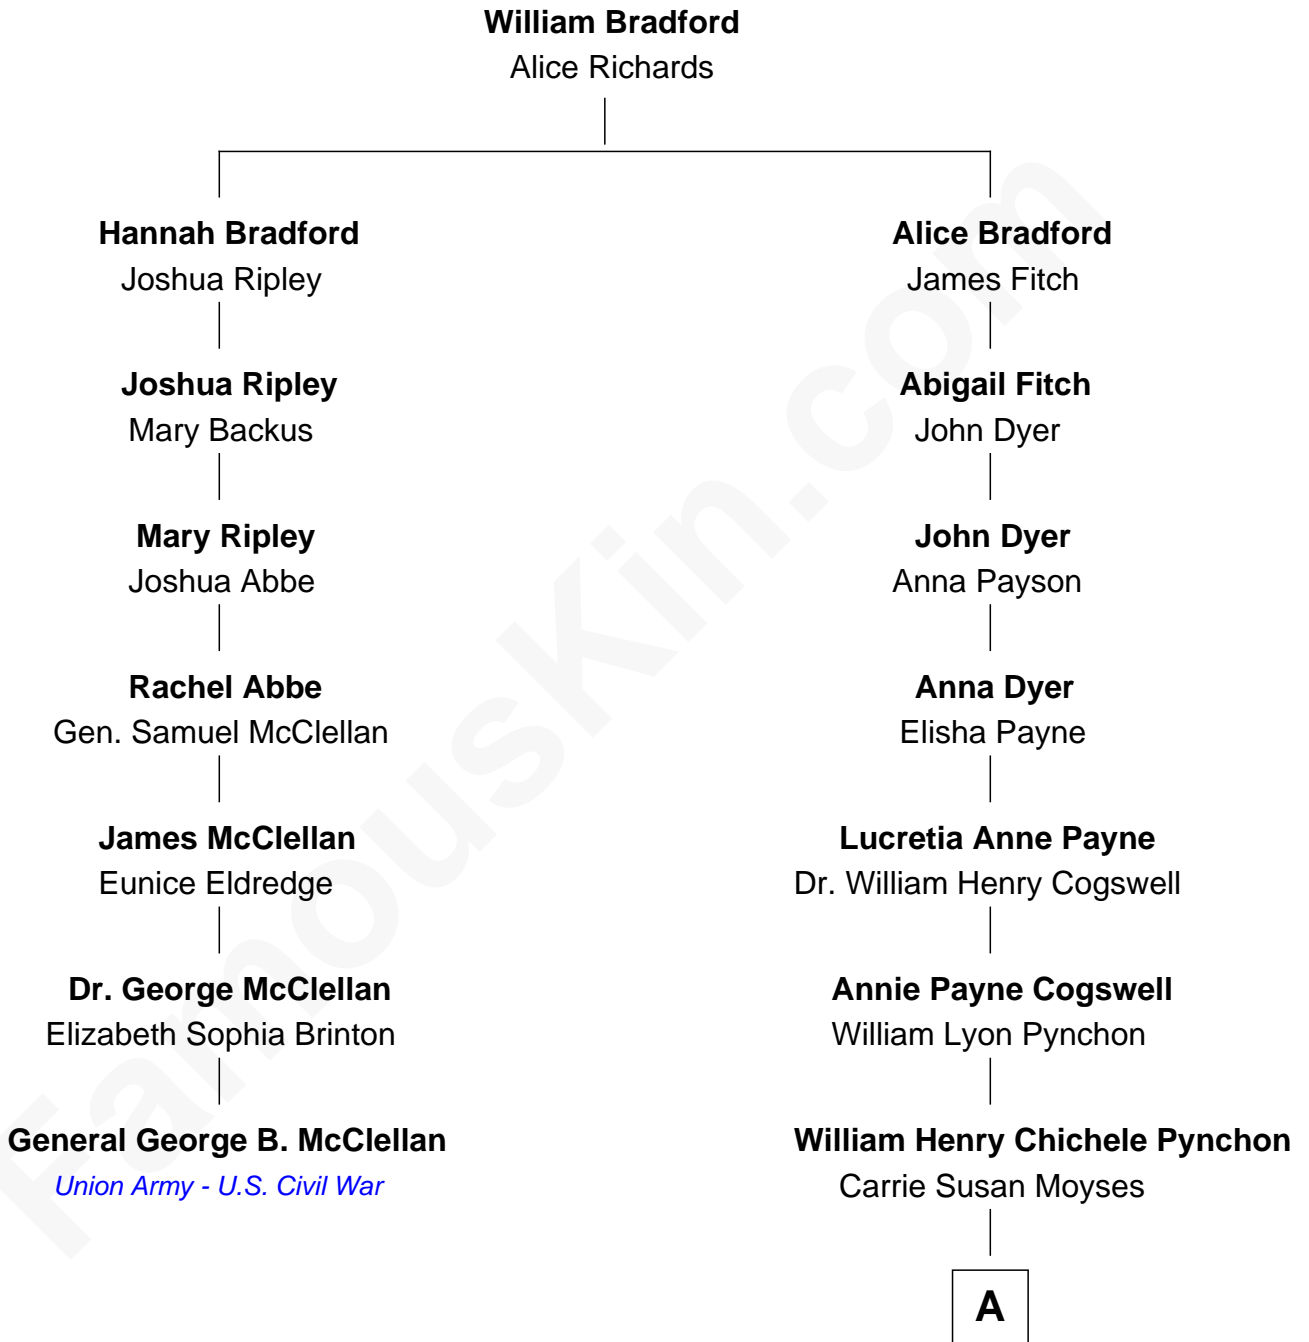 William Bradford
Alice Richards
Hannah Bradford
Joshua Ripley
Alice Bradford
James Fitch
Joshua Ripley
Mary Backus
Abigail Fitch
John Dyer
Mary Ripley
Joshua Abbe
John Dyer
Anna Payson
Rachel Abbe
Gen. Samuel McClellan
Anna Dyer
Elisha Payne
James McClellan
Eunice Eldredge
Lucretia Anne Payne
Dr. William Henry Cogswell
Dr. George McClellan
Elizabeth Sophia Brinton
Annie Payne Cogswell
William Lyon Pynchon
General George B. McClellan
Union Army - U.S. Civil War
William Henry Chichele Pynchon
Carrie Susan Moyses
A
FamousKin.com